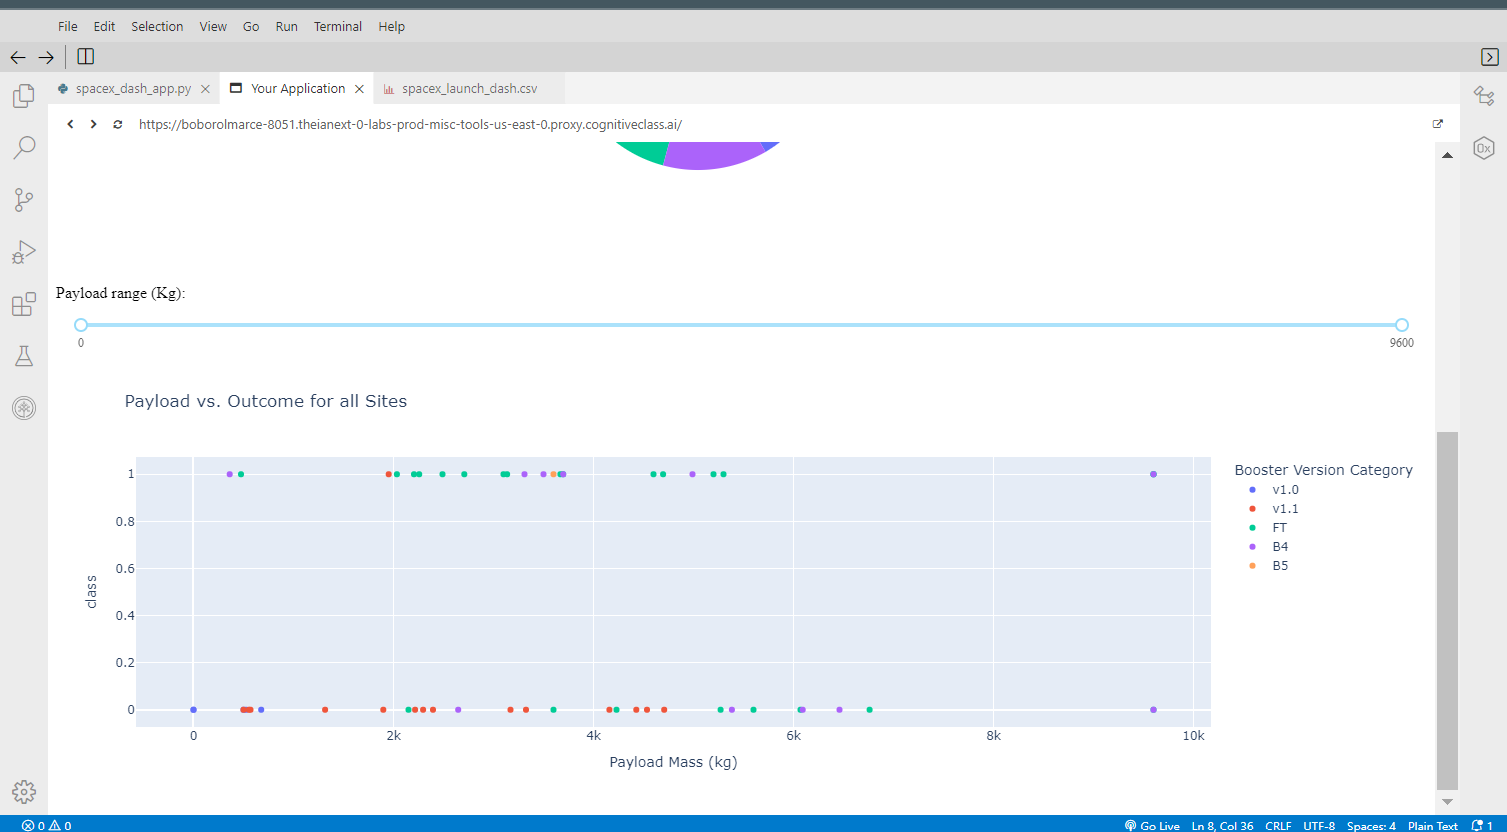 File Edit Selection View Go Run Terminal Help
spacex_dash_app.py Your Application spacex_launch_dash.csv
https://boborolmarce-8051.theianext-0-labs-prod-misc-tools-us-east-0.proxy.cognitiveclass.ai/
0x
Payload range (Kg):
0 9600
Payload vs. Outcome for all Sites
Booster Version Category
v1.0
v1.1
FT
B4
B5
class
1
0.8
0.6
0.4
0.2
0
0 2k 4k 6k 8k 10k
Payload Mass (kg)
0 0 Go Live Ln 8, Col 36 CRLF UTF-8 Spaces: 4 Plain Text 1